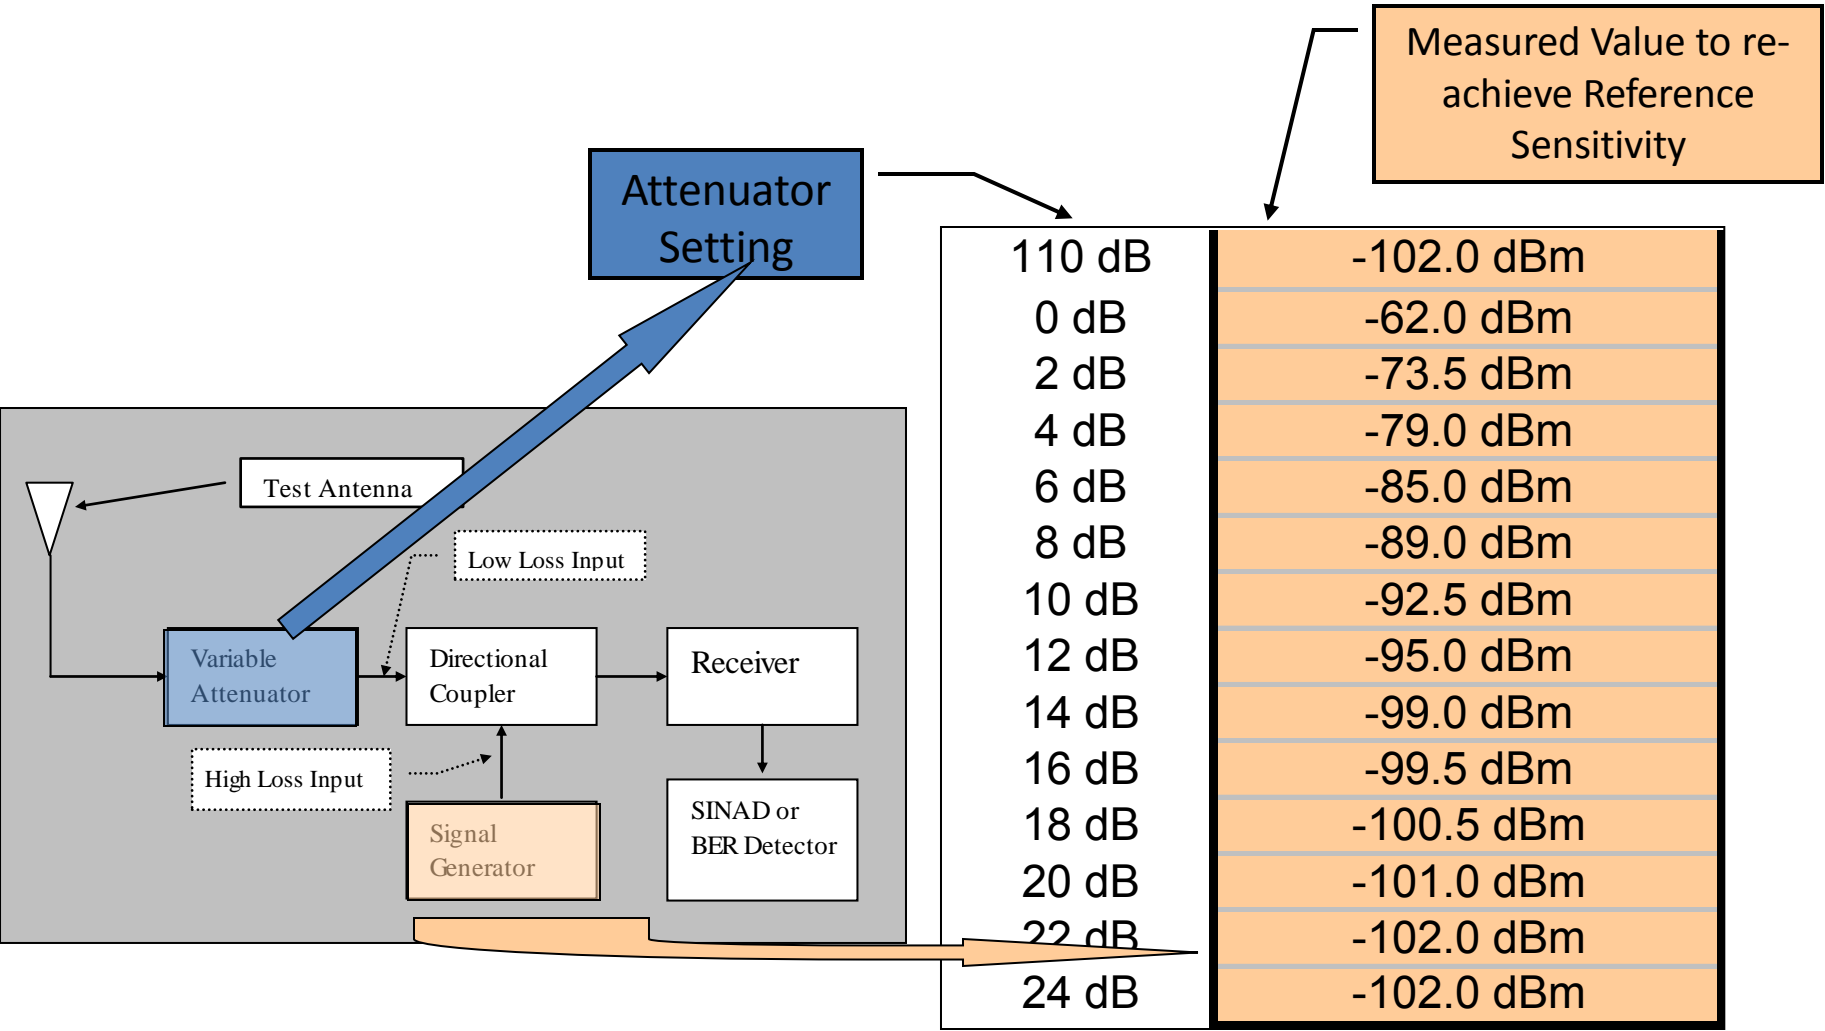 Measured Value to re-
achieve Reference
Sensitivity
Attenuator
Setting
110 dB -102.0 dBm
0 dB -62.0 dBm
2 dB -73.5 dBm
4 dB -79.0 dBm
6 dB -85.0 dBm
8 dB -89.0 dBm
10 dB -92.5 dBm
12 dB -95.0 dBm
14 dB -99.0 dBm
16 dB -99.5 dBm
18 dB -100.5 dBm
20 dB -101.0 dBm
22 dB -102.0 dBm
24 dB -102.0 dBm
Test Antenna
Low Loss Input
Variable
Attenuator
Directional
Coupler
Receiver
High Loss Input
Signal
Generator
SINAD or
BER Detector